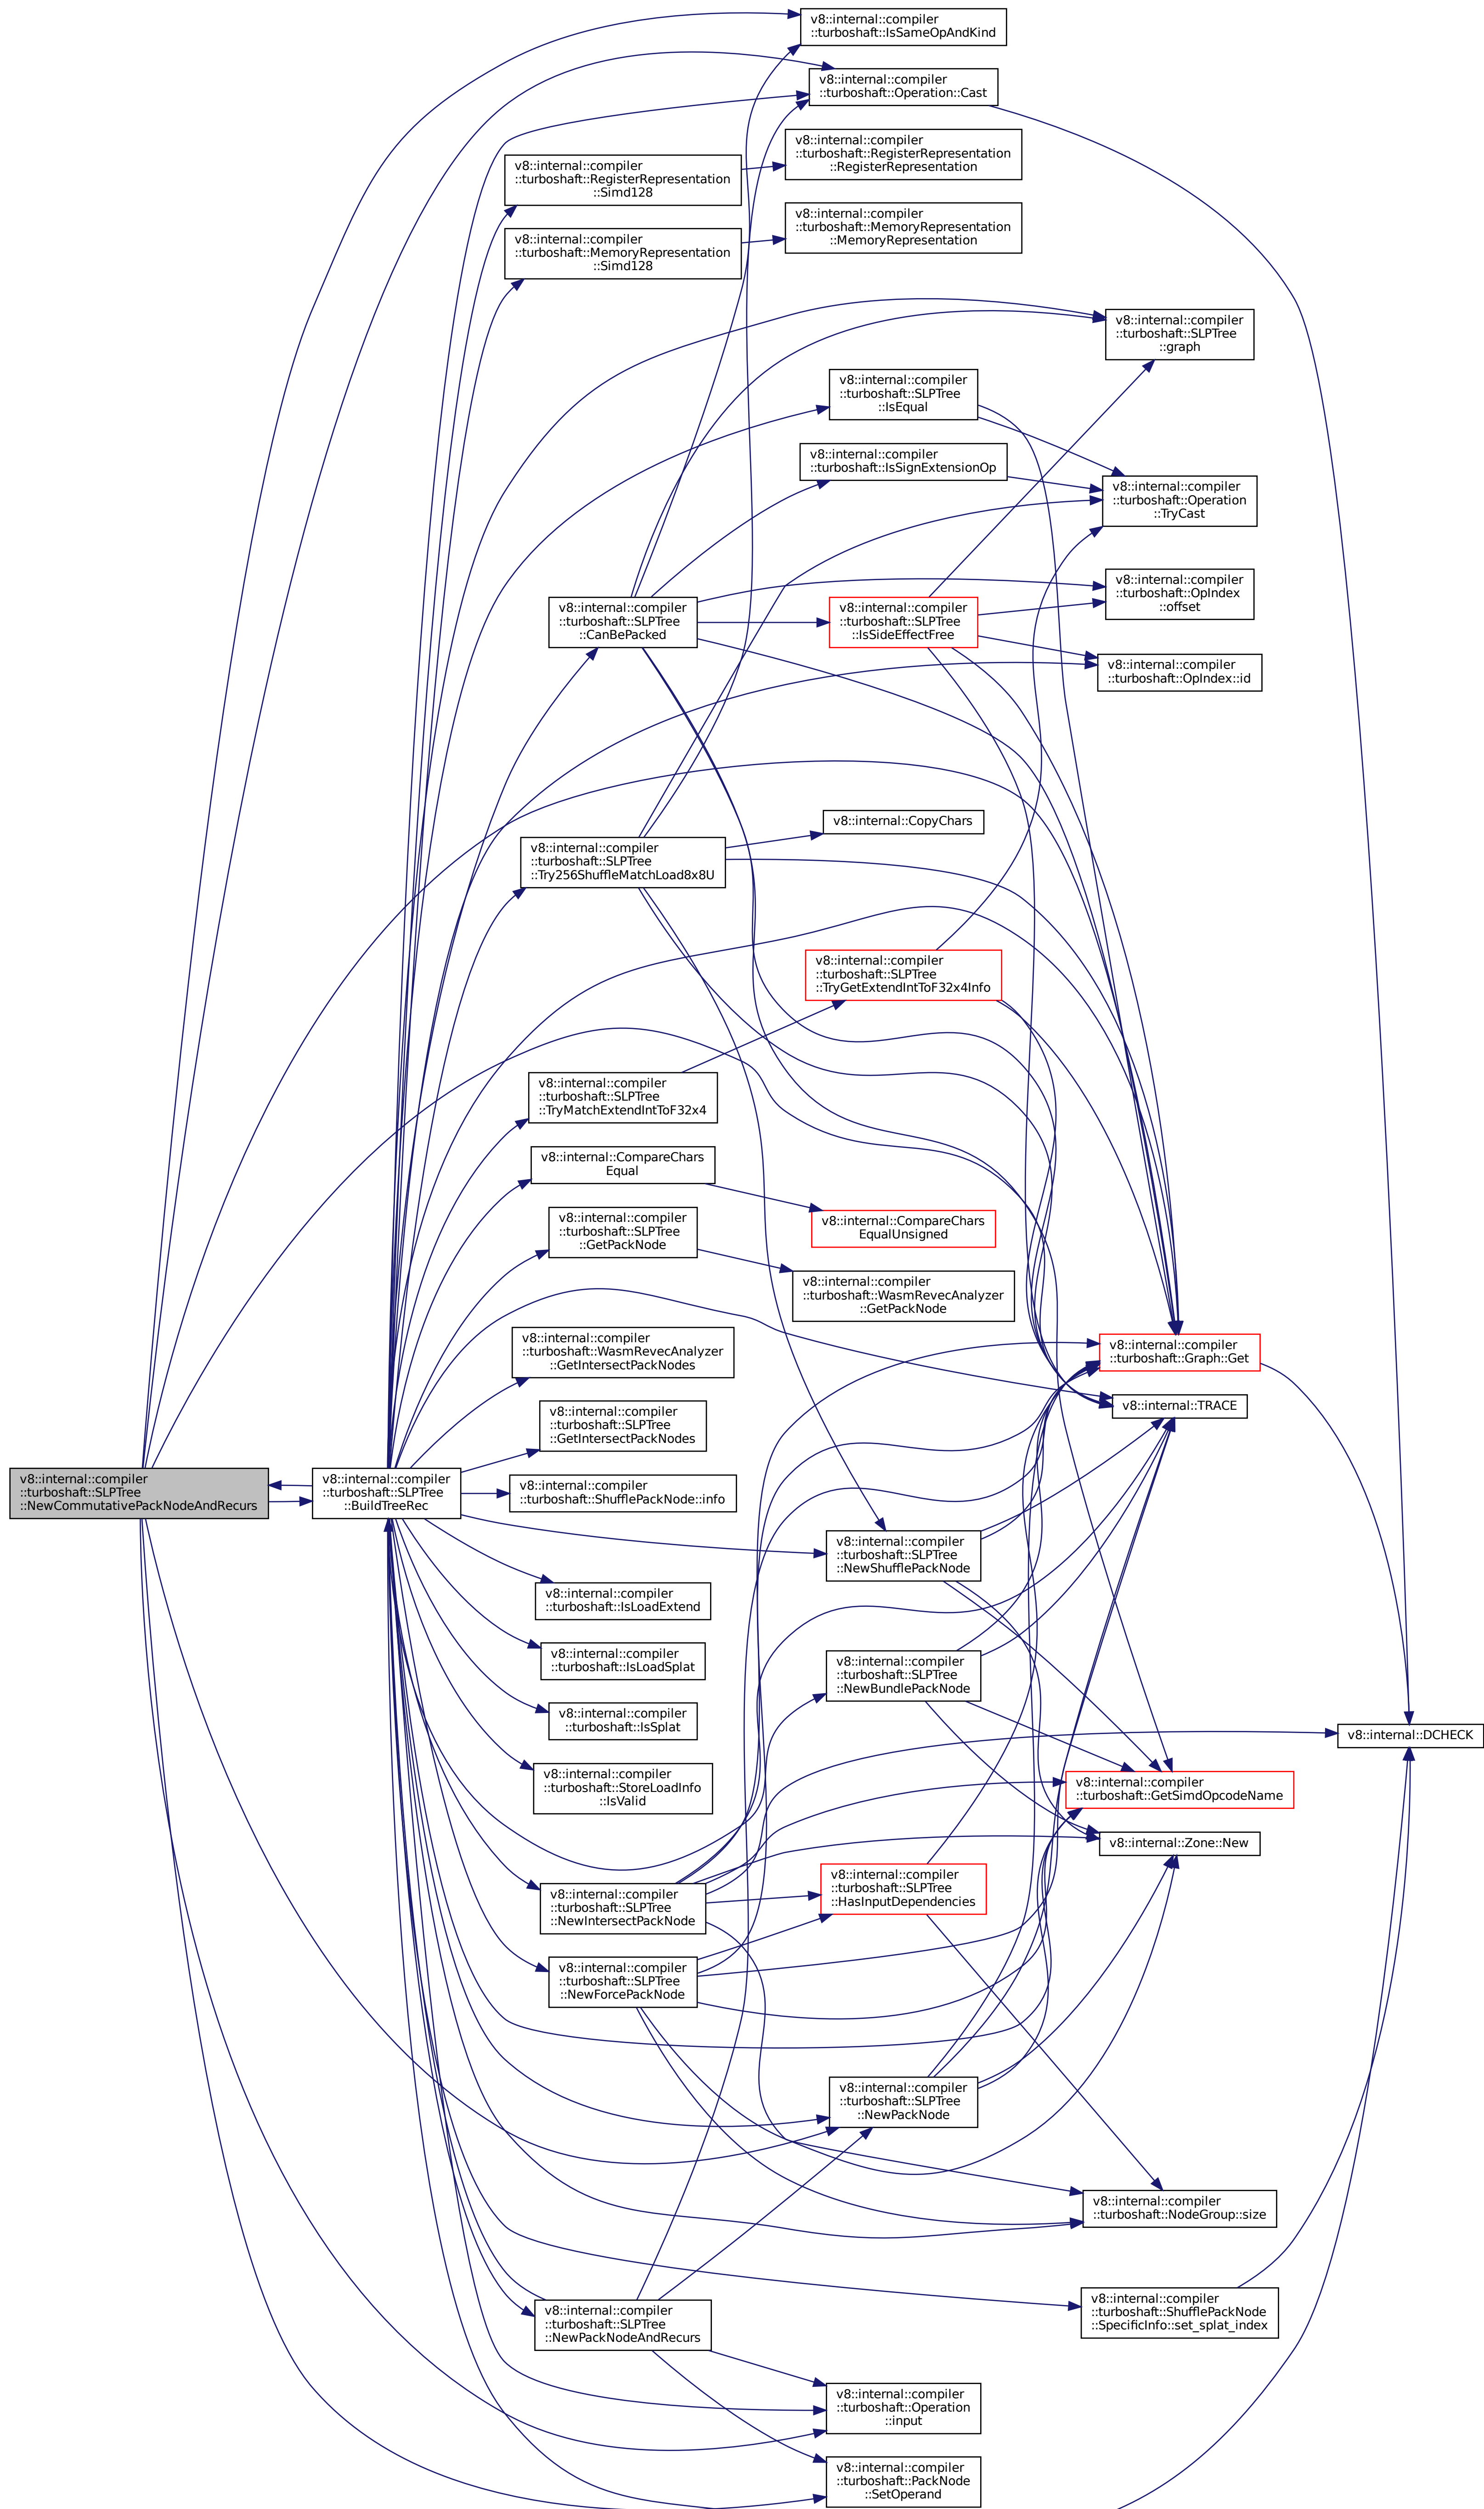 v8::internal::compiler
::turboshaft::IsSameOpAndKind
v8::internal::compiler
::turboshaft::Operation::Cast
v8::internal::compiler
::turboshaft::RegisterRepresentation
::RegisterRepresentation
v8::internal::compiler
::turboshaft::RegisterRepresentation
::Simd128
v8::internal::compiler
::turboshaft::MemoryRepresentation
::MemoryRepresentation
v8::internal::compiler
::turboshaft::MemoryRepresentation
::Simd128
v8::internal::compiler
::turboshaft::SLPTree
::graph
v8::internal::compiler
::turboshaft::SLPTree
::IsEqual
v8::internal::compiler
::turboshaft::IsSignExtensionOp
v8::internal::compiler
::turboshaft::Operation
::TryCast
v8::internal::compiler
::turboshaft::OpIndex
::offset
v8::internal::compiler
::turboshaft::SLPTree
::CanBePacked
v8::internal::compiler
::turboshaft::SLPTree
::IsSideEffectFree
v8::internal::compiler
::turboshaft::OpIndex::id
v8::internal::CopyChars
v8::internal::compiler
::turboshaft::SLPTree
::Try256ShuffleMatchLoad8x8U
v8::internal::compiler
::turboshaft::SLPTree
::TryGetExtendIntToF32x4Info
v8::internal::compiler
::turboshaft::SLPTree
::TryMatchExtendIntToF32x4
v8::internal::CompareChars
Equal
v8::internal::CompareChars
EqualUnsigned
v8::internal::compiler
::turboshaft::SLPTree
::GetPackNode
v8::internal::compiler
::turboshaft::WasmRevecAnalyzer
::GetPackNode
v8::internal::compiler
::turboshaft::WasmRevecAnalyzer
::GetIntersectPackNodes
v8::internal::compiler
::turboshaft::Graph::Get
v8::internal::TRACE
v8::internal::compiler
::turboshaft::SLPTree
::GetIntersectPackNodes
v8::internal::compiler
::turboshaft::SLPTree
::NewCommutativePackNodeAndRecurs
v8::internal::compiler
::turboshaft::SLPTree
::BuildTreeRec
v8::internal::compiler
::turboshaft::ShufflePackNode::info
v8::internal::compiler
::turboshaft::SLPTree
::NewShufflePackNode
v8::internal::compiler
::turboshaft::IsLoadExtend
v8::internal::compiler
::turboshaft::IsLoadSplat
v8::internal::compiler
::turboshaft::SLPTree
::NewBundlePackNode
v8::internal::compiler
::turboshaft::IsSplat
v8::internal::DCHECK
v8::internal::compiler
::turboshaft::StoreLoadInfo
::IsValid
v8::internal::compiler
::turboshaft::GetSimdOpcodeName
v8::internal::Zone::New
v8::internal::compiler
::turboshaft::SLPTree
::HasInputDependencies
v8::internal::compiler
::turboshaft::SLPTree
::NewIntersectPackNode
v8::internal::compiler
::turboshaft::SLPTree
::NewForcePackNode
v8::internal::compiler
::turboshaft::SLPTree
::NewPackNode
v8::internal::compiler
::turboshaft::NodeGroup::size
v8::internal::compiler
::turboshaft::ShufflePackNode
::SpecificInfo::set_splat_index
v8::internal::compiler
::turboshaft::SLPTree
::NewPackNodeAndRecurs
v8::internal::compiler
::turboshaft::Operation
::input
v8::internal::compiler
::turboshaft::PackNode
::SetOperand